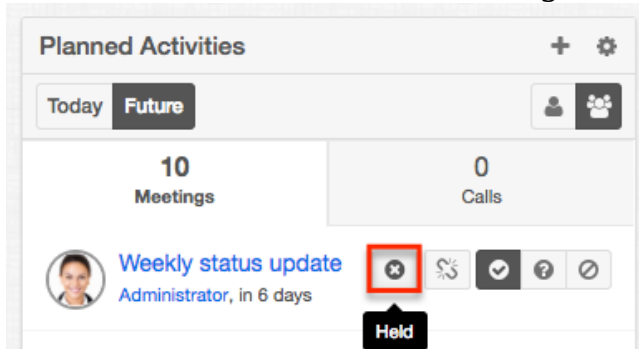 Planned Activities
Today Future
10 0
Meetings Calls
Weekly status update
Administrator, in 6 days
Held